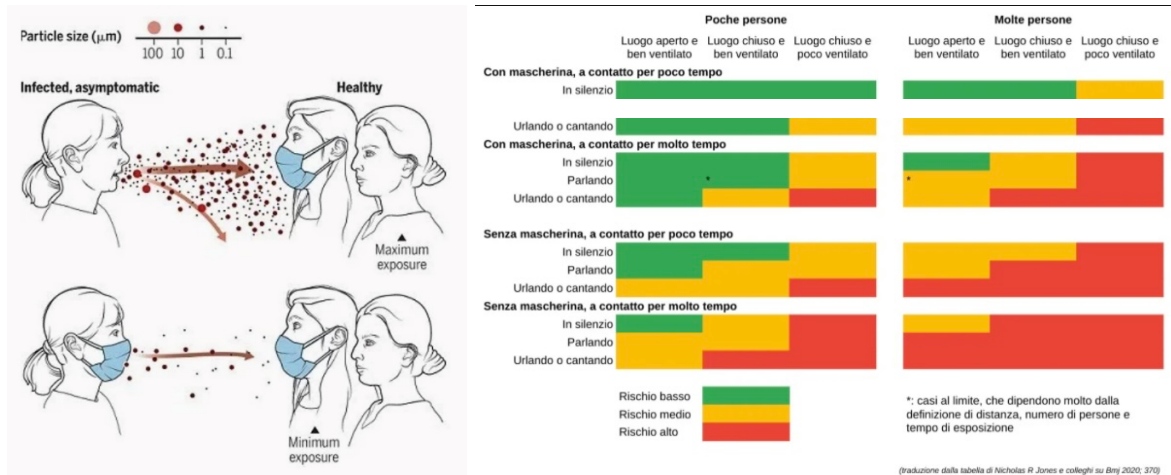 Particle size (μm)
100 10 1 0.1
Infected, asymptomatic
Healthy
Maximum
exposure
Minimum
exposure
Poche persone
Molte persone
Luogo aperto e
ben ventilato
Luogo chiuso e
ben ventilato
Luogo chiuso e
poco ventilato
Luogo aperto e
ben ventilato
Luogo chiuso e
ben ventilato
Luogo chiuso e
poco ventilato
Con mascherina, a contatto per poco tempo
In silenzio
Urlando o cantando
Con mascherina, a contatto per molto tempo
In silenzio
Parlando * *
Urlando o cantando
Senza mascherina, a contatto per poco tempo
In silenzio
Parlando
Urlando o cantando
Senza mascherina, a contatto per molto tempo
In silenzio
Parlando
Urlando o cantando
Rischio basso
Rischio medio
Rischio alto
*: casi al limite, che dipendono molto dalla
definizione di distanza, numero di persone e
tempo di esposizione
(traduzione dalla tabella di Nicholas R Jones e colleghi su Bmj 2020; 370)